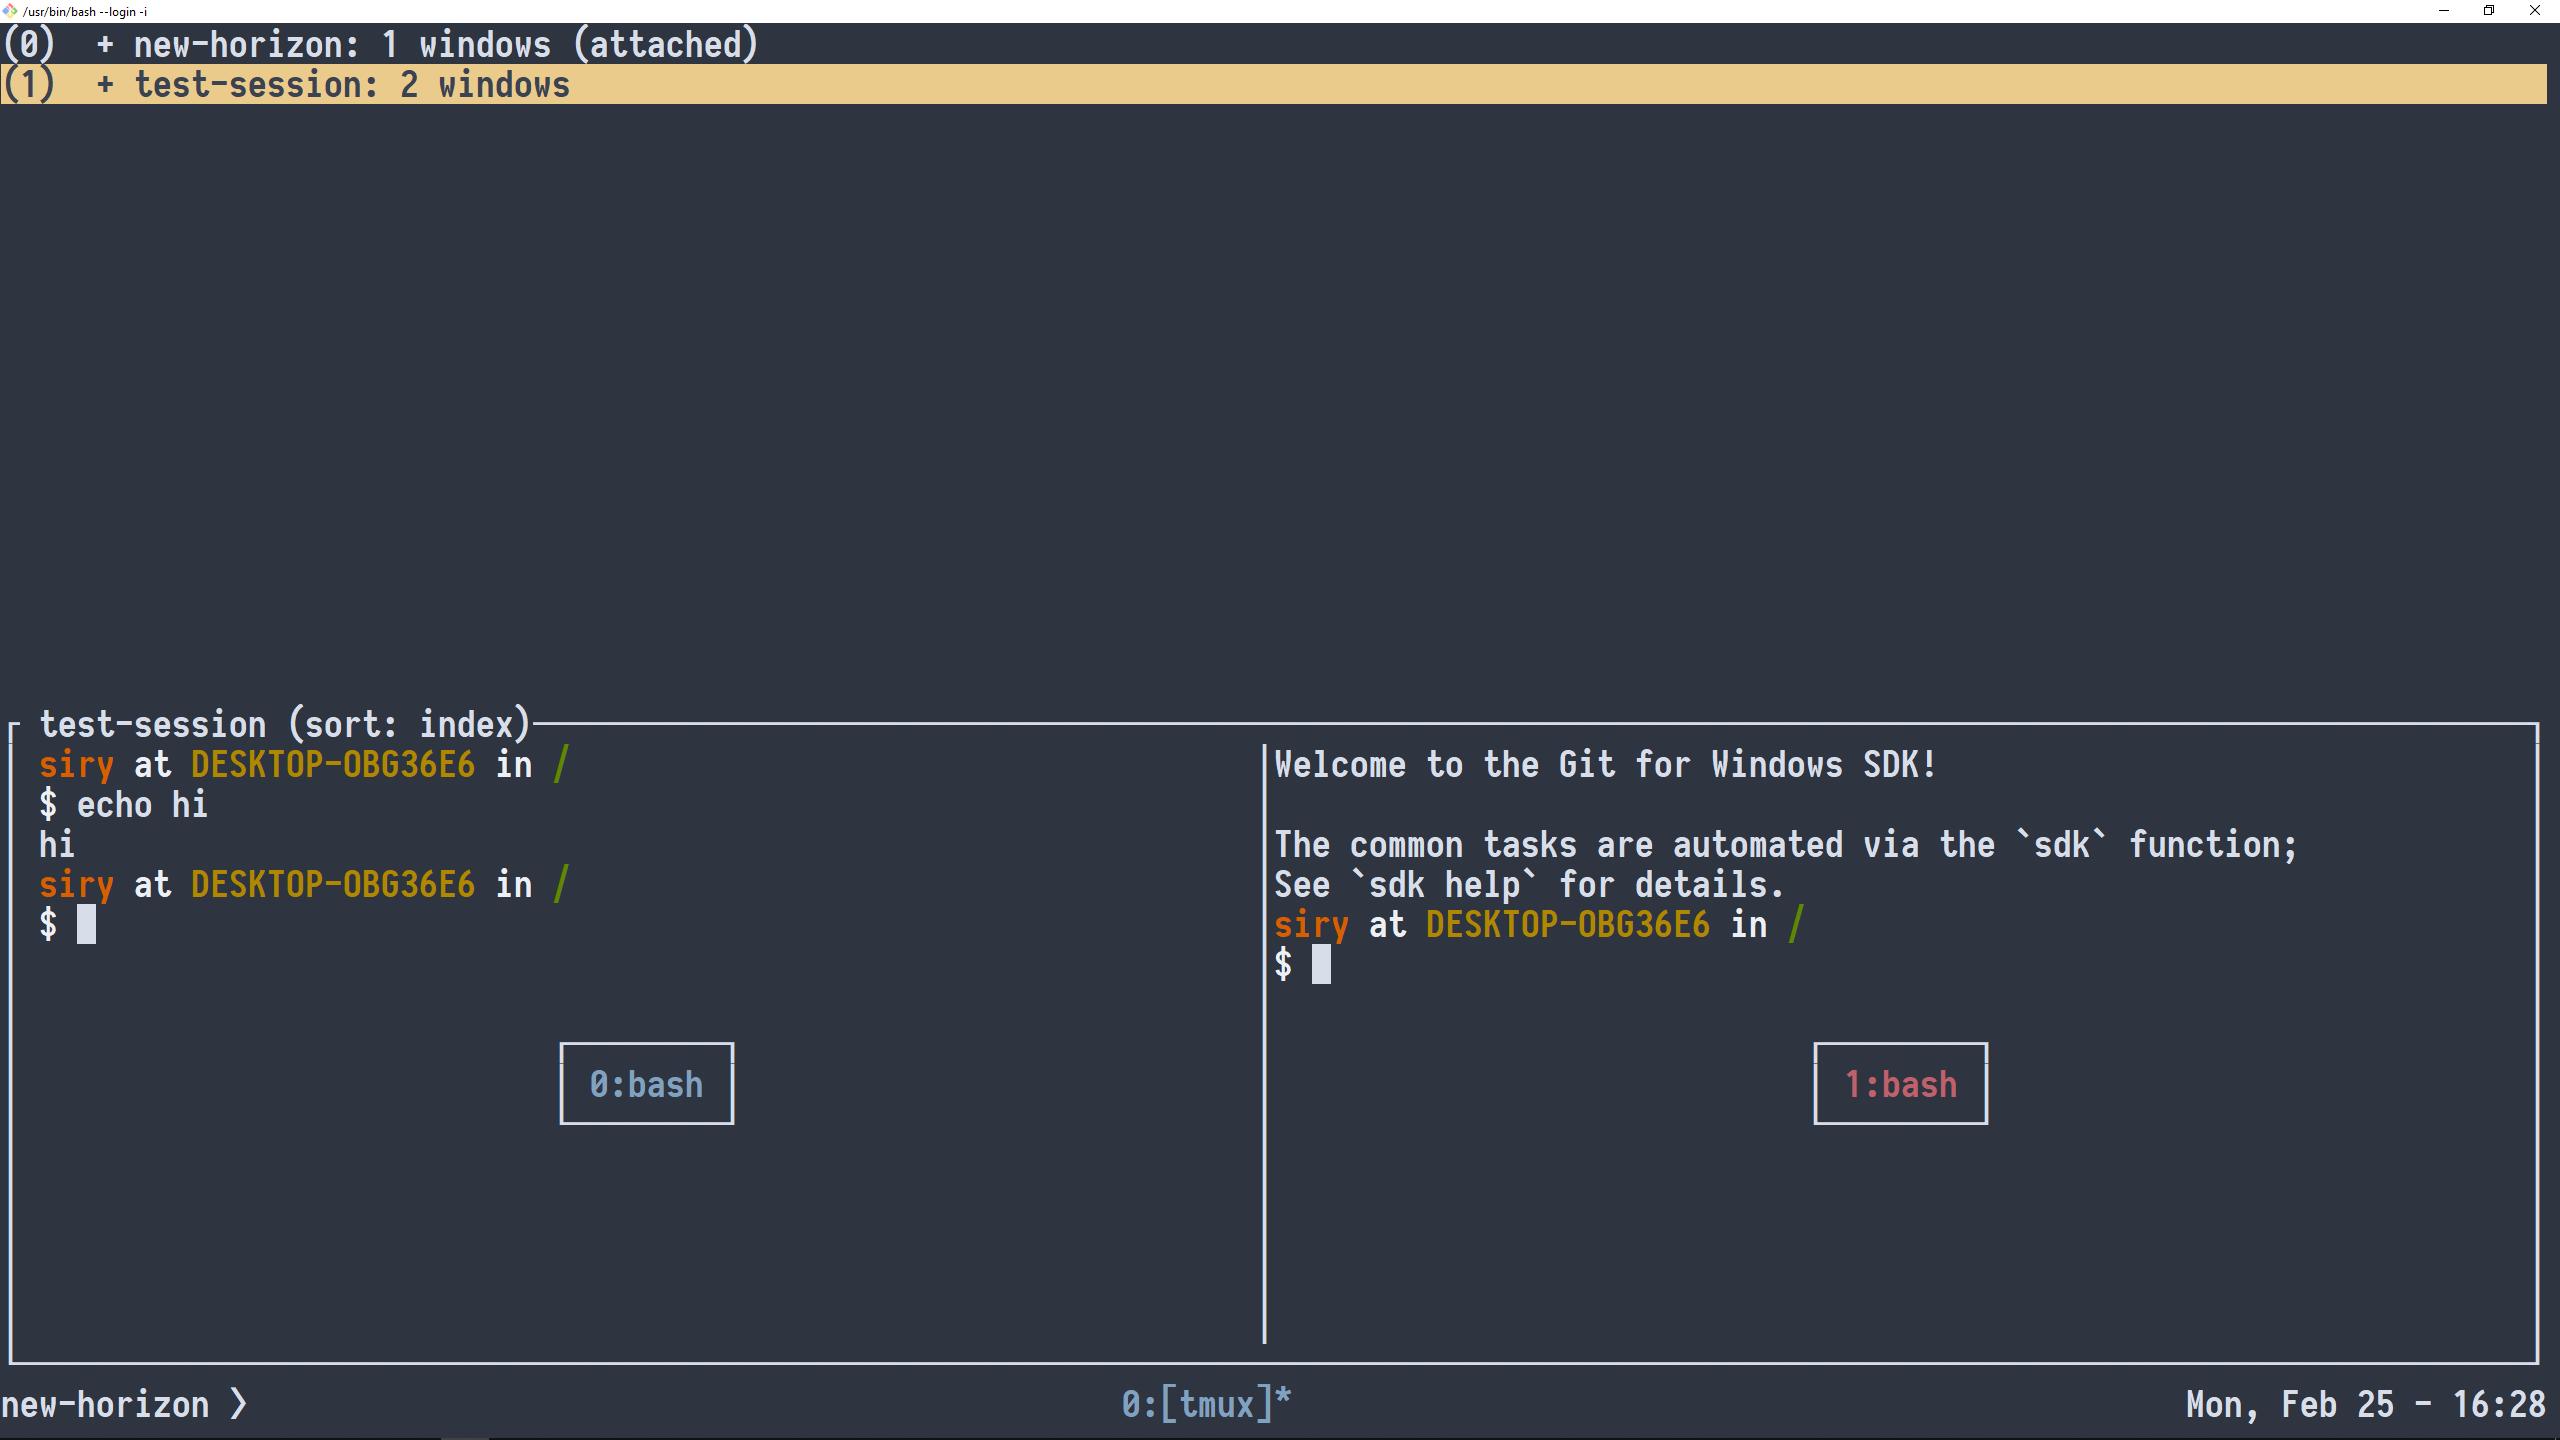 /usr/bin/bash --login -i
(0)  + new-horizon: 1 windows (attached)
(1)  + test-session: 2 windows
test-session (sort: index)
siry at DESKTOP-OBG36E6 in /
$ echo hi
hi
siry at DESKTOP-OBG36E6 in /
$
0:bash
Welcome to the Git for Windows SDK!
The common tasks are automated via the `sdk` function;
See `sdk help` for details.
siry at DESKTOP-OBG36E6 in /
$
1:bash
new-horizon ❯
0:[tmux]*
Mon, Feb 25 - 16:28